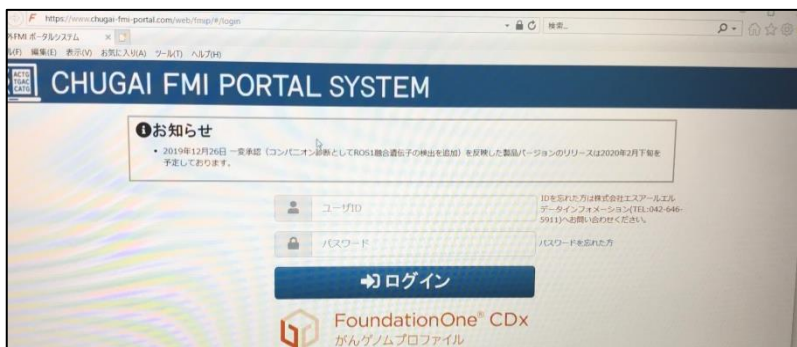 https://www.chugai-fmi-portal.com/web/fmip/#/login
検索...
外FMI ポータルシステム
編集(E) 表示(V) お気に入り(A) ツール(T) ヘルプ(H)
ACTG
TGAC
CATG
CHUGAI FMI PORTAL SYSTEM
お知らせ
• 2019年12月26日 一変承認（コンパニオン診断としてROS1融合遺伝子の検出を追加）を反映した製品バージョンのリリースは2020年2月下旬を
予定しております。
ユーザID
IDを忘れた方は株式会社エスアールエル
データインフォメーション(TEL:042-646-
5911)へお問い合わせください。
パスワード
パスワードを忘れた方
ログイン
FoundationOne® CDx
がんゲノムプロファイル